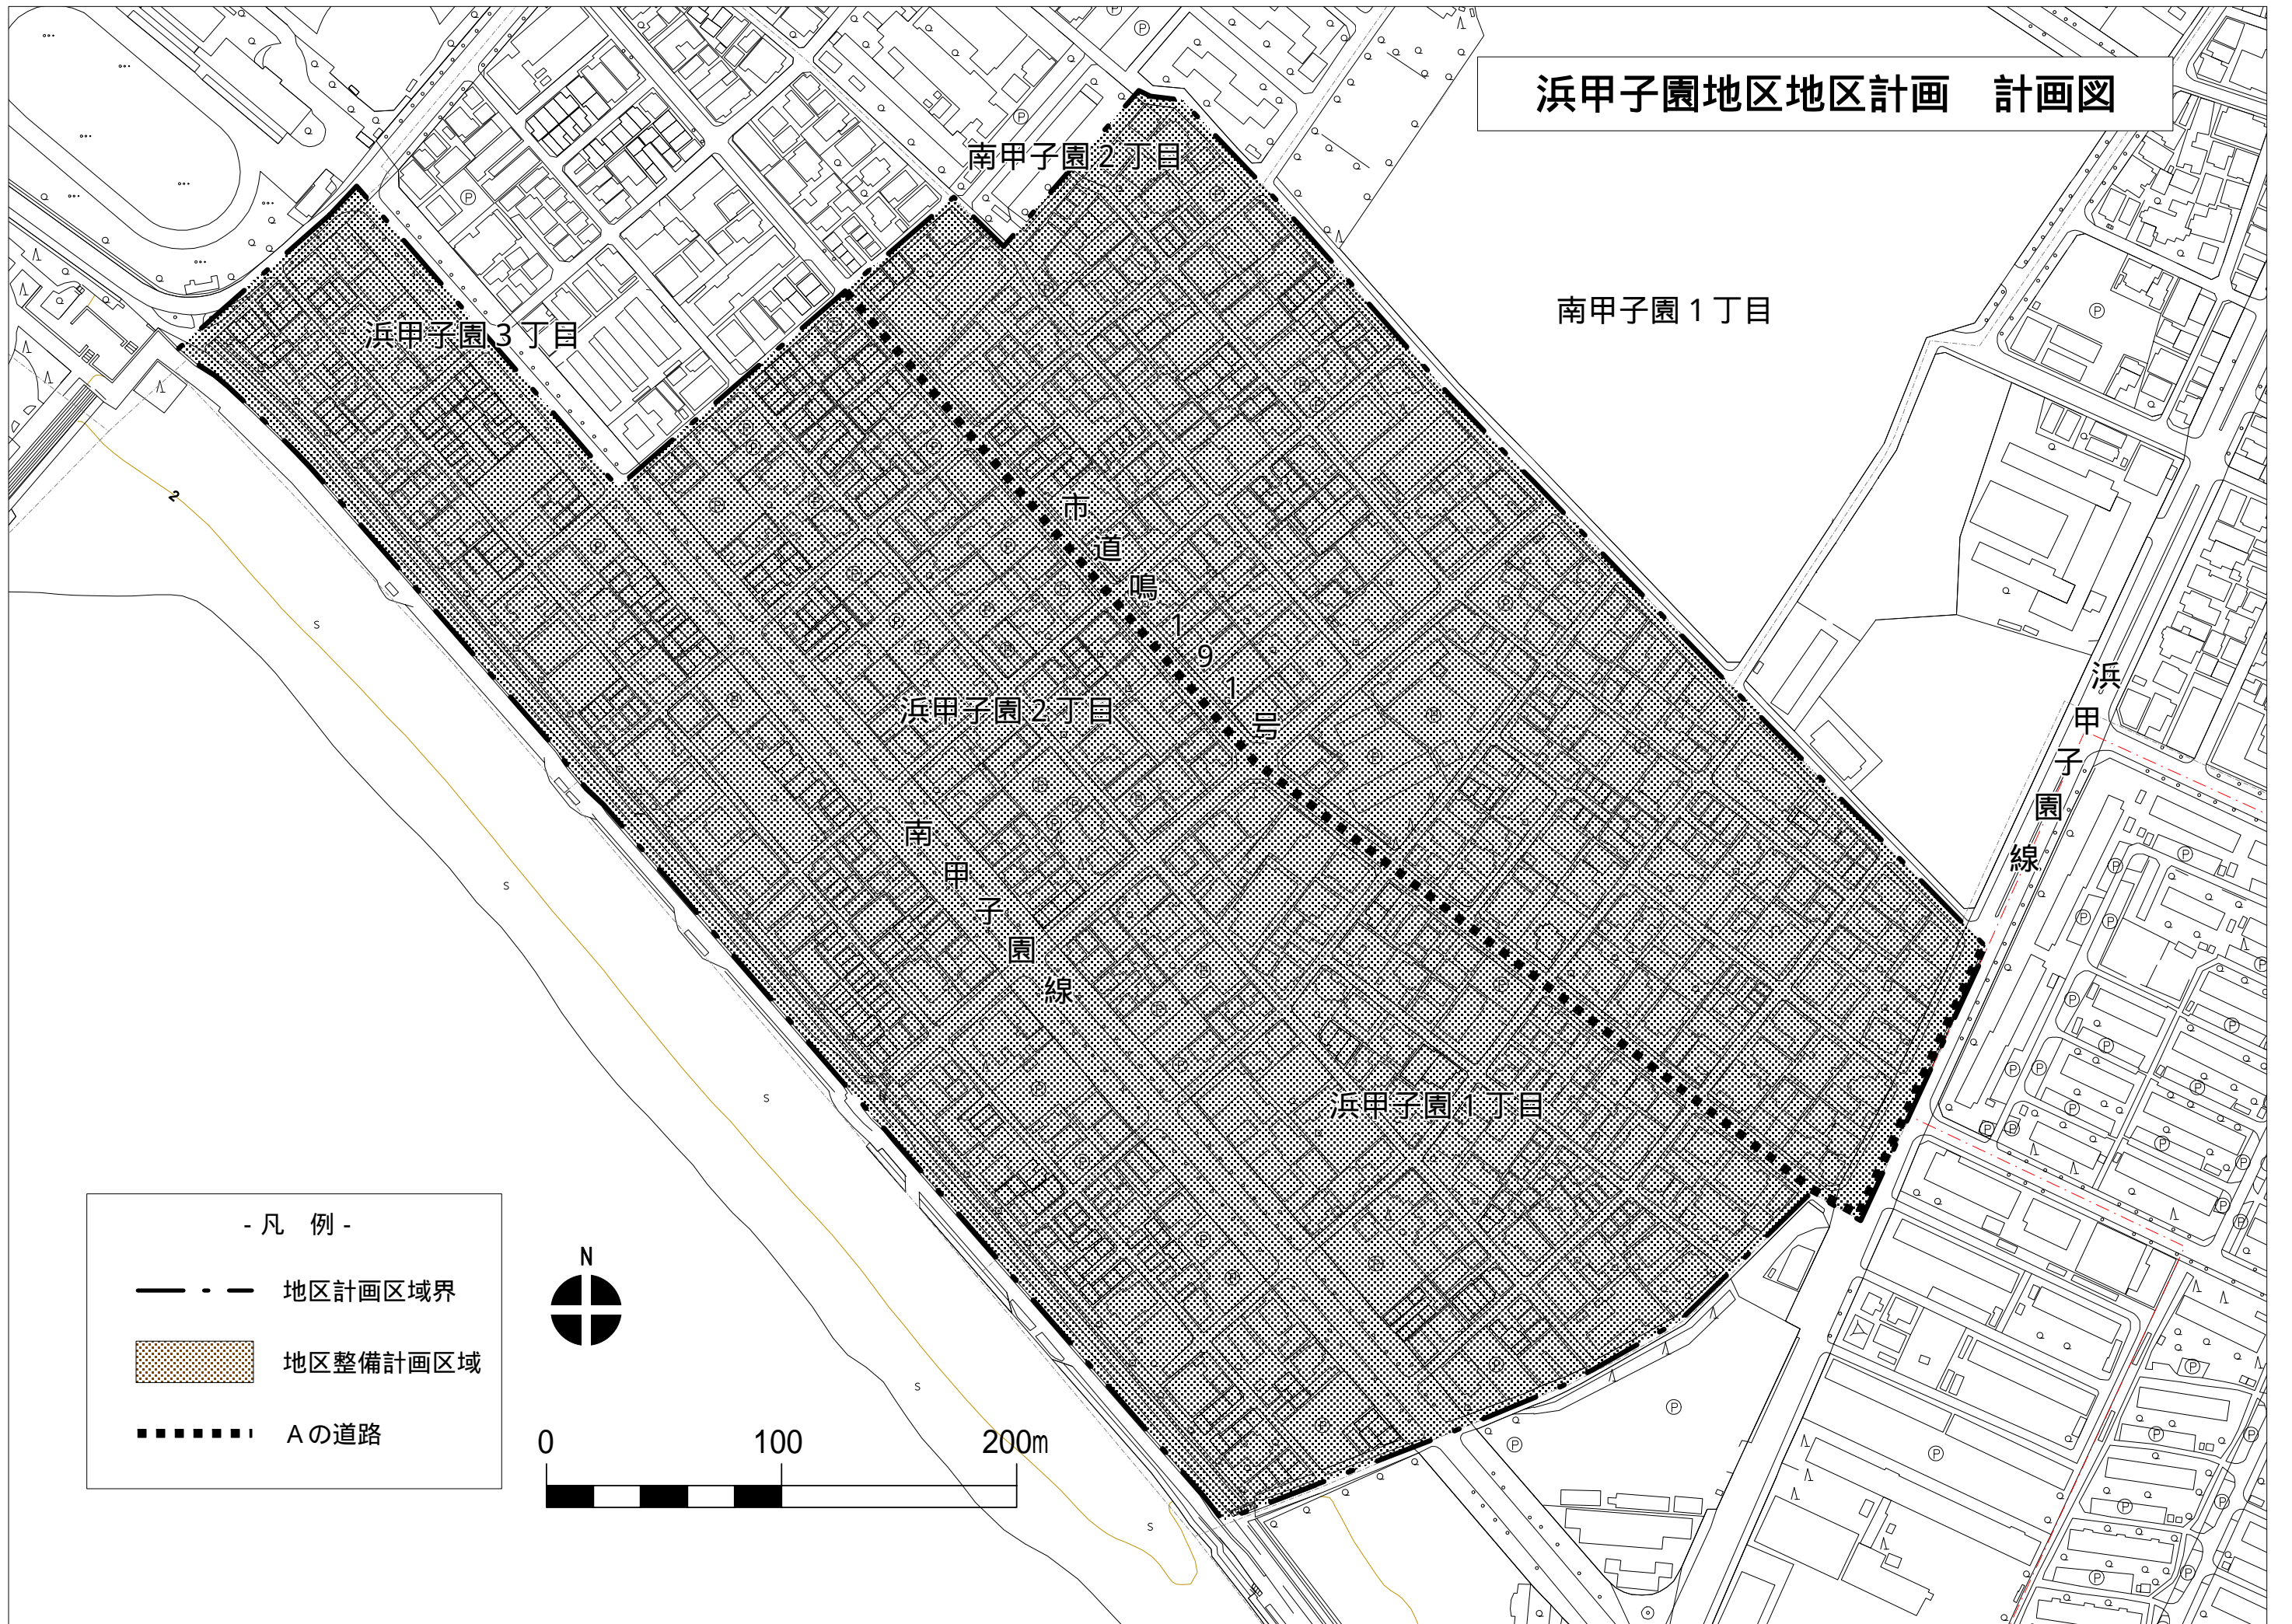 浜甲子園地区地区計画　計画図
南甲子園２丁目
南甲子園１丁目
浜甲子園３丁目
市道鳴１９１号
浜甲子園２丁目
浜甲子園線
南甲子園線
浜甲子園１丁目
2
S
S
S
S
S
- 凡　例 -
地区計画区域界
地区整備計画区域
Ａの道路
N
0 100 200m